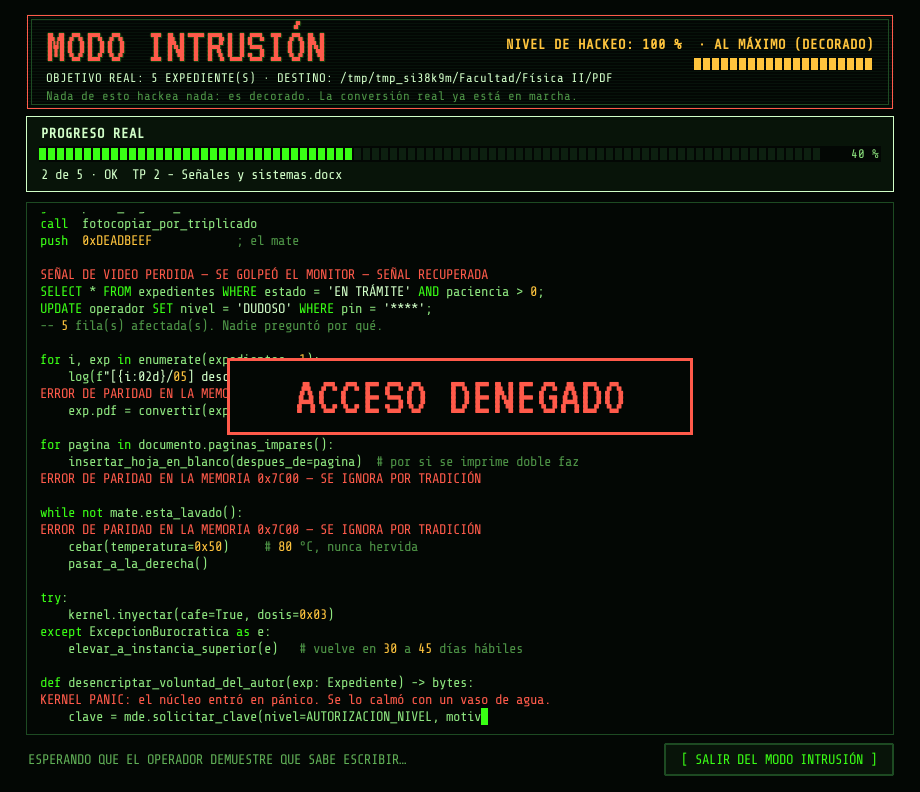 MODO INTRUSIÓN
NIVEL DE HACKEO: 100 % · AL MÁXIMO (DECORADO)
OBJETIVO REAL: 5 EXPEDIENTE(S) · DESTINO: /tmp/tmp_si38k9m/Facultad/Física II/PDF
Nada de esto hackea nada: es decorado. La conversión real ya está en marcha.
PROGRESO REAL
40 %
2 de 5 · OK TP 2 - Señales y sistemas.docx
call fotocopiar_por_triplicado
push 0xDEADBEEF ; el mate
SEÑAL DE VIDEO PERDIDA — SE GOLPEÓ EL MONITOR — SEÑAL RECUPERADA
SELECT * FROM expedientes WHERE estado = 'EN TRÁMITE' AND paciencia > 0;
UPDATE operador SET nivel = 'DUDOSO' WHERE pin = '****';
-- 5 fila(s) afectada(s). Nadie preguntó por qué.
for i, exp in enumerate(expedientes, 1):
log(f"[{i:02d}/05] desc
ERROR DE PARIDAD EN LA MEMO
exp.pdf = convertir(exp
ACCESO DENEGADO
for pagina in documento.paginas_impares():
insertar_hoja_en_blanco(despues_de=pagina) # por si se imprime doble faz
ERROR DE PARIDAD EN LA MEMORIA 0x7C00 — SE IGNORA POR TRADICIÓN
while not mate.esta_lavado():
ERROR DE PARIDAD EN LA MEMORIA 0x7C00 — SE IGNORA POR TRADICIÓN
cebar(temperatura=0x50) # 80 °C, nunca hervida
pasar_a_la_derecha()
try:
kernel.inyectar(cafe=True, dosis=0x03)
except ExcepcionBurocratica as e:
elevar_a_instancia_superior(e) # vuelve en 30 a 45 días hábiles
def desencriptar_voluntad_del_autor(exp: Expediente) -> bytes:
KERNEL PANIC: el núcleo entró en pánico. Se lo calmó con un vaso de agua.
clave = mde.solicitar_clave(nivel=AUTORIZACION_NIVEL, motiv
ESPERANDO QUE EL OPERADOR DEMUESTRE QUE SABE ESCRIBIR…
[ SALIR DEL MODO INTRUSIÓN ]